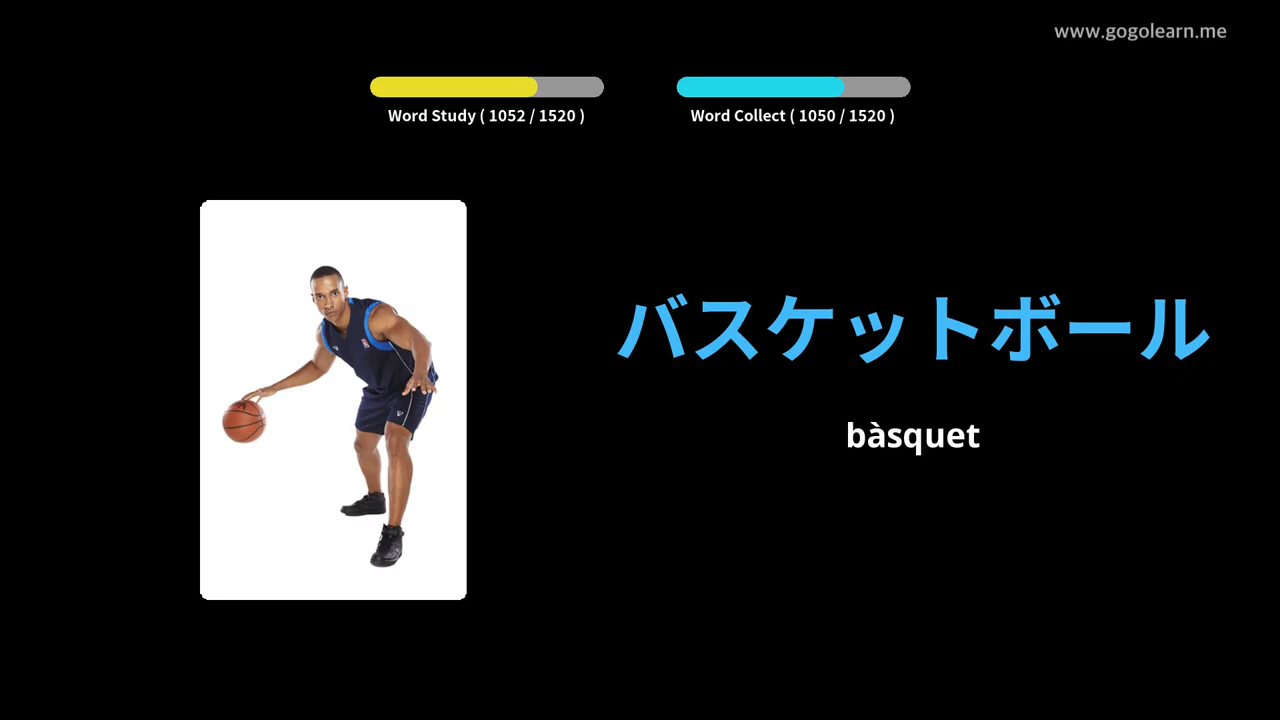 www.gogolearn.me
Word Study ( 1052 / 1520 )
Word Collect ( 1050 / 1520 )
バスケットボール
bàsquet